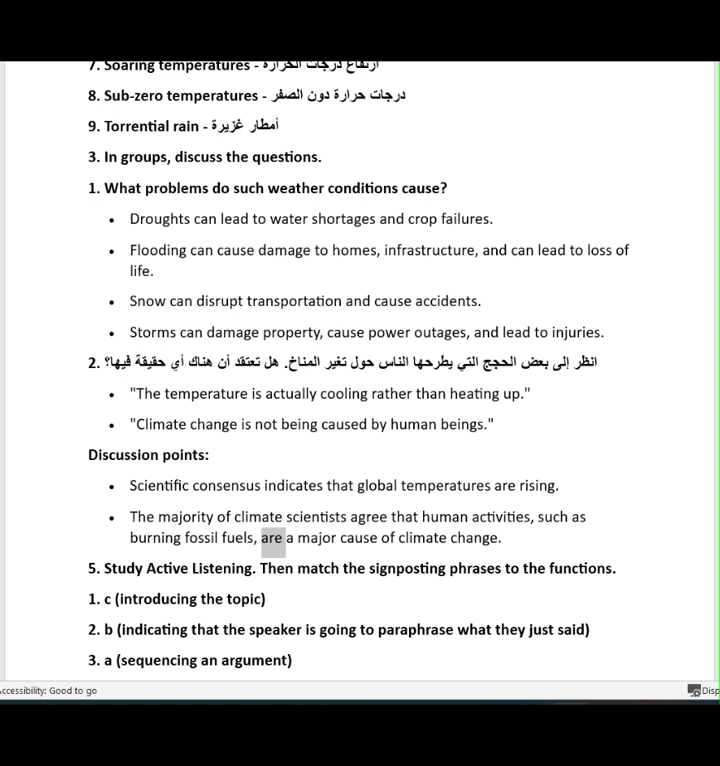 7. Soaring temperatures - ارتفاع درجات الحرارة
8. Sub-zero temperatures - درجات حرارة دون الصفر
9. Torrential rain - أمطار غزيرة
3. In groups, discuss the questions.
1. What problems do such weather conditions cause?
• Droughts can lead to water shortages and crop failures.
• Flooding can cause damage to homes, infrastructure, and can lead to loss of
life.
• Snow can disrupt transportation and cause accidents.
• Storms can damage property, cause power outages, and lead to injuries.
2. انظر إلى بعض الحجج التي يطرحها الناس حول تغير المناخ. هل تعتقد أن هناك أي حقيقة فيها؟
• "The temperature is actually cooling rather than heating up."
• "Climate change is not being caused by human beings."
Discussion points:
• Scientific consensus indicates that global temperatures are rising.
• The majority of climate scientists agree that human activities, such as
burning fossil fuels, are a major cause of climate change.
5. Study Active Listening. Then match the signposting phrases to the functions.
1. c (introducing the topic)
2. b (indicating that the speaker is going to paraphrase what they just said)
3. a (sequencing an argument)
ccessibility: Good to go
Disp